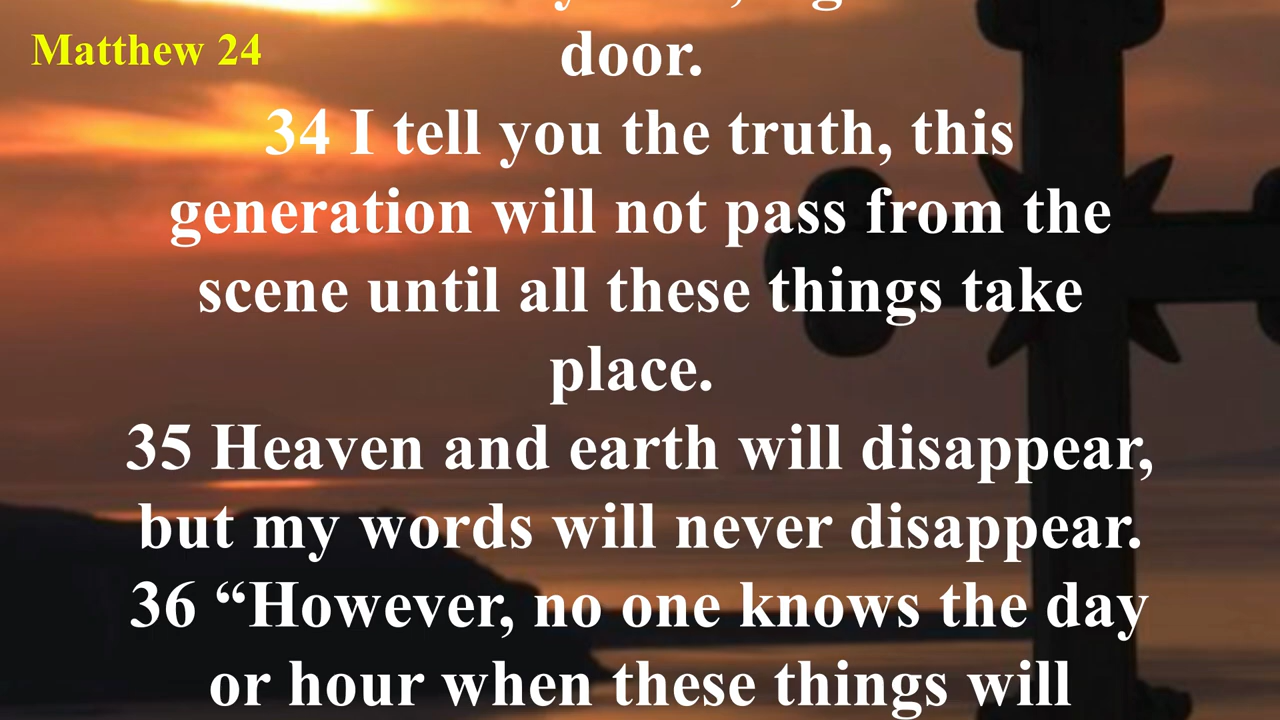 Matthew 24
door.
34 I tell you the truth, this
generation will not pass from the
scene until all these things take
place.
35 Heaven and earth will disappear,
but my words will never disappear.
36 “However, no one knows the day
or hour when these things will